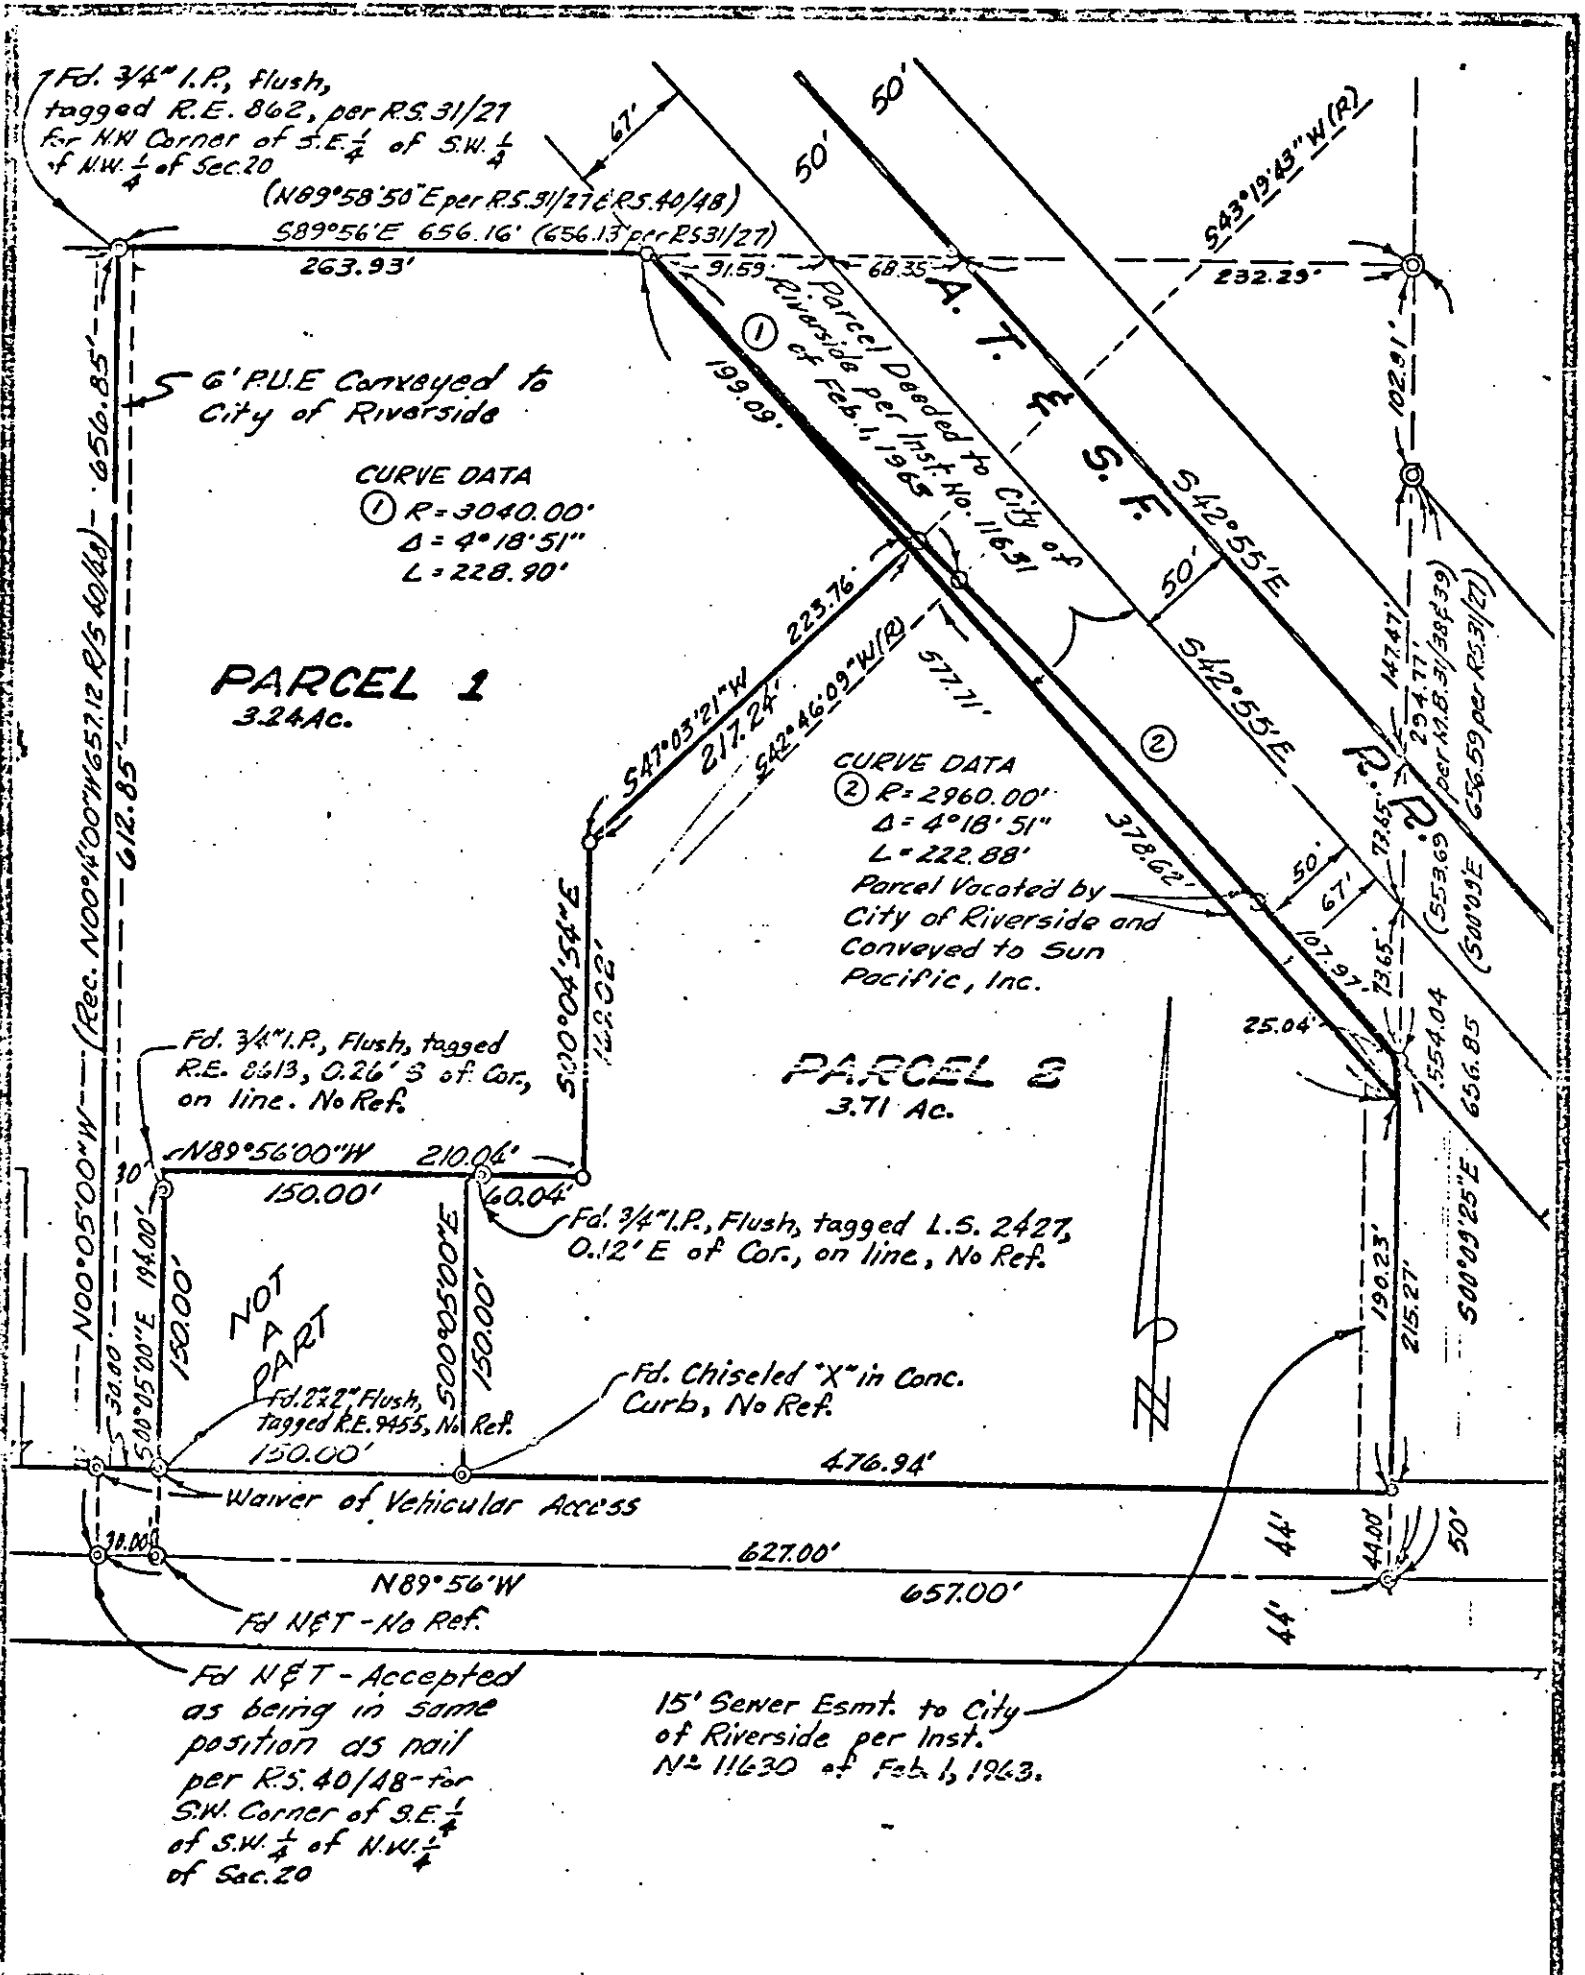 Fd. 3/4" I.P., flush,
tagged R.E. 862, per R.S. 31/27
For N.W Corner of S.E. 1/4 of S.W. 1/4
of N.W. 1/4 of Sec. 20
(N89°58'50"E per R.S. 31/27 & R.S. 40/48)
S89°56'E 656.16' (656.13' per RS31/27)
263.93'
91.59'
68.35'
232.29'
67'
50'
50'
S43°19'43"W (R)
102.91'
A. T. & S. F.
R. R.
Parcel Deeded to City of
Riverside per Inst. No. 11631
of Feb. 1, 1963
1
199.09'
6' P.U.E Conveyed to
City of Riverside
CURVE DATA
1 R=3040.00'
Δ=4°18'51"
L=228.90'
PARCEL 1
3.24Ac.
656.85'
612.85'
(Rec. N00°14'00"W 657.12 R/S 40/48)
N00°05'00"W
223.76'
S47°03'21"W
217.24'
S42°46'09"W(R)
577.71'
S42°55'E
50'
S42°55'E
147.47'
294.77'
per M.B. 31/38&39)
656.59 per RS.31/27)
(553.69
(S00°09'E
73.65'
73.65'
554.04
656.85
S00°09'25"E
2
CURVE DATA
2 R=2960.00'
Δ=4°18'51"
L=222.88'
Parcel Vacated by
City of Riverside and
Conveyed to Sun
Pacific, Inc.
378.62'
50'
67'
107.97'
25.04'
S00°04'54"E
PARCEL 2
3.71 Ac.
Fd. 3/4" I.P., Flush, tagged
R.E. 8613, 0.26' S of Cor.,
on line. No Ref.
N89°56'00"W 210.04'
30'
150.00'
60.04'
Fd. 3/4" I.P., Flush, tagged L.S. 2427,
0.12' E of Cor., on line, No Ref.
S00°05'00"E 194.00'
150.00'
NOT
A
PART
S00°05'00"E
150.00'
190.23'
215.27'
30.00'
Fd. 2"x2", Flush,
tagged R.E. 9455, No Ref.
150.00'
Fd. Chiseled "X" in Conc.
Curb, No Ref.
476.94'
Waiver of Vehicular Access
30.00'
627.00'
N89°56'W
657.00'
44'
44'
44.00'
50'
Fd N&T - No Ref.
Fd N&T - Accepted
as being in same
position as nail
per R.S. 40/48 - for
S.W. Corner of S.E. 1/4
of S.W. 1/4 of N.W. 1/4
of Sec. 20
15' Sewer Esmt. to City
of Riverside per Inst.
No 11630 of Feb. 1, 1963.